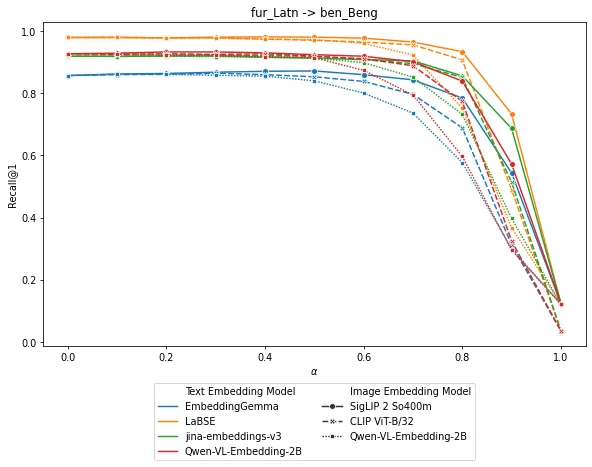 fur_Latn -> ben_Beng
Recall@1
1.0
0.8
0.6
0.4
0.2
0.0
0.0 0.2 0.4 0.6 0.8 1.0
α
Text Embedding Model
EmbeddingGemma
LaBSE
jina-embeddings-v3
Qwen-VL-Embedding-2B
Image Embedding Model
SigLIP 2 So400m
CLIP ViT-B/32
Qwen-VL-Embedding-2B